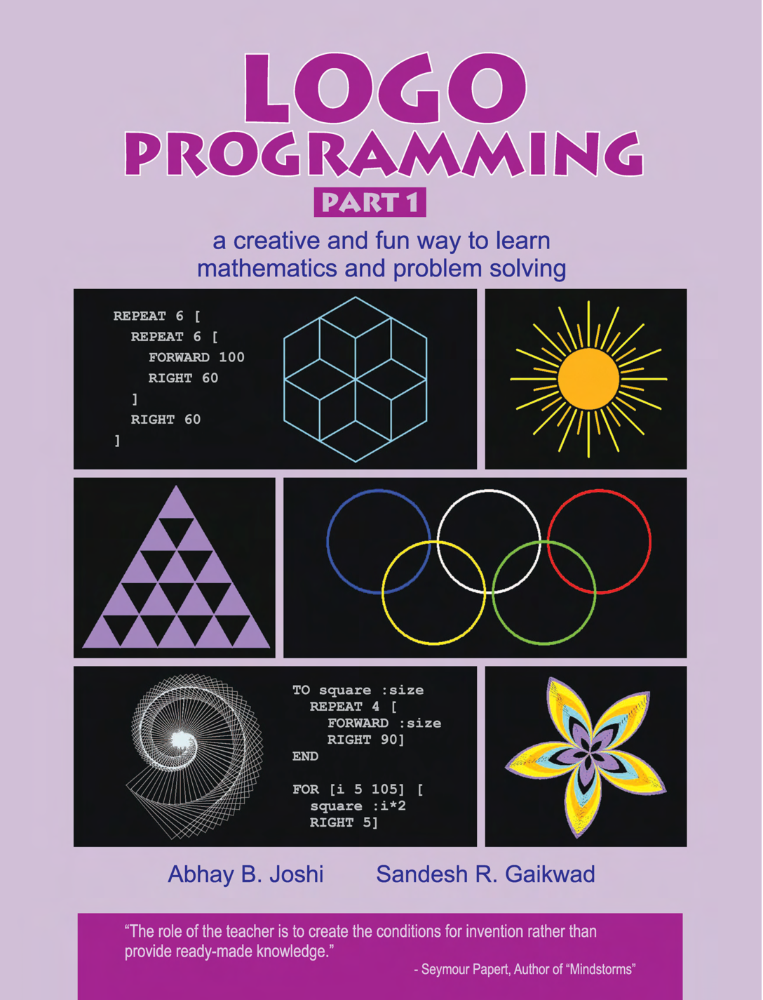 LOGO
PROGRAMMING
PART 1
a creative and fun way to learn
mathematics and problem solving
REPEAT 6 [
REPEAT 6 [
FORWARD 100
RIGHT 60
]
RIGHT 60
]
TO square :size
REPEAT 4 [
FORWARD :size
RIGHT 90]
END
FOR [i 5 105] [
square :i*2
RIGHT 5]
Abhay B. Joshi Sandesh R. Gaikwad
“The role of the teacher is to create the conditions for invention rather than
provide ready-made knowledge.”
- Seymour Papert, Author of “Mindstorms”